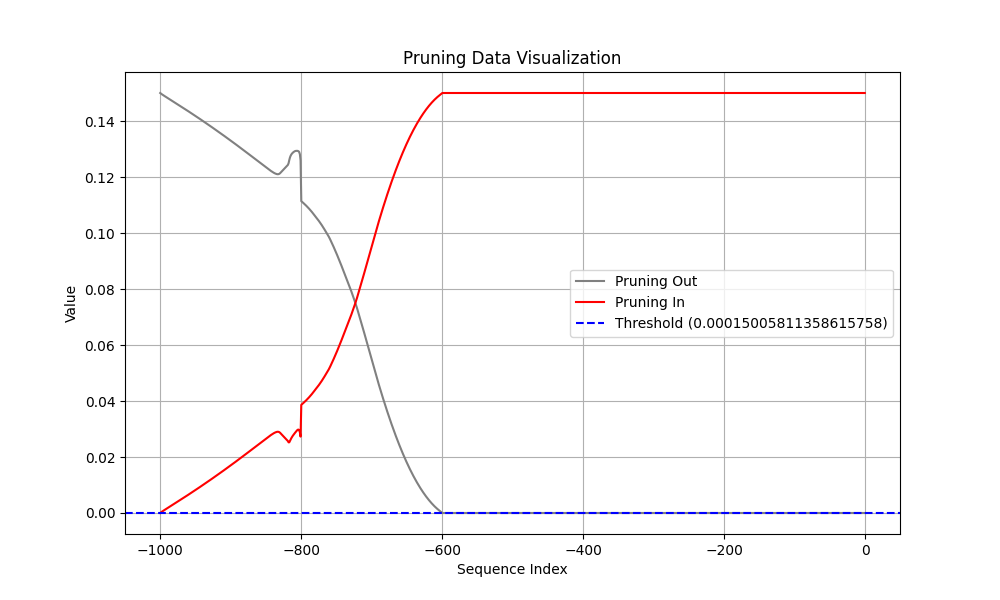 Pruning Data Visualization
Value
0.14
0.12
0.10
0.08
0.06
0.04
0.02
0.00
Pruning Out
Pruning In
Threshold (0.00015005811358615758)
−1000
−800
−600
−400
−200
0
Sequence Index